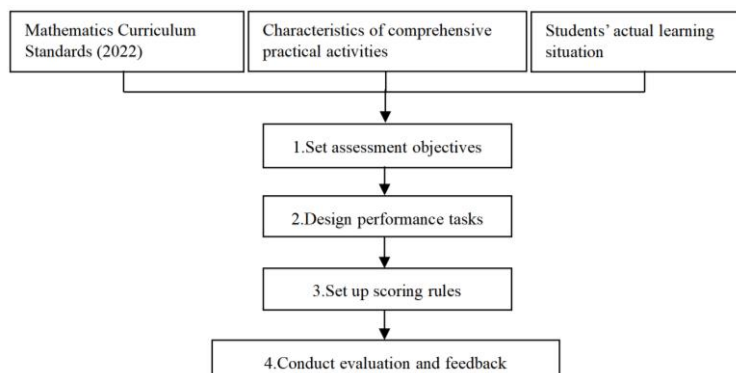 Mathematics Curriculum
Standards (2022)
Characteristics of comprehensive
practical activities
Students’ actual learning
situation
1.Set assessment objectives
2.Design performance tasks
3.Set up scoring rules
4.Conduct evaluation and feedback